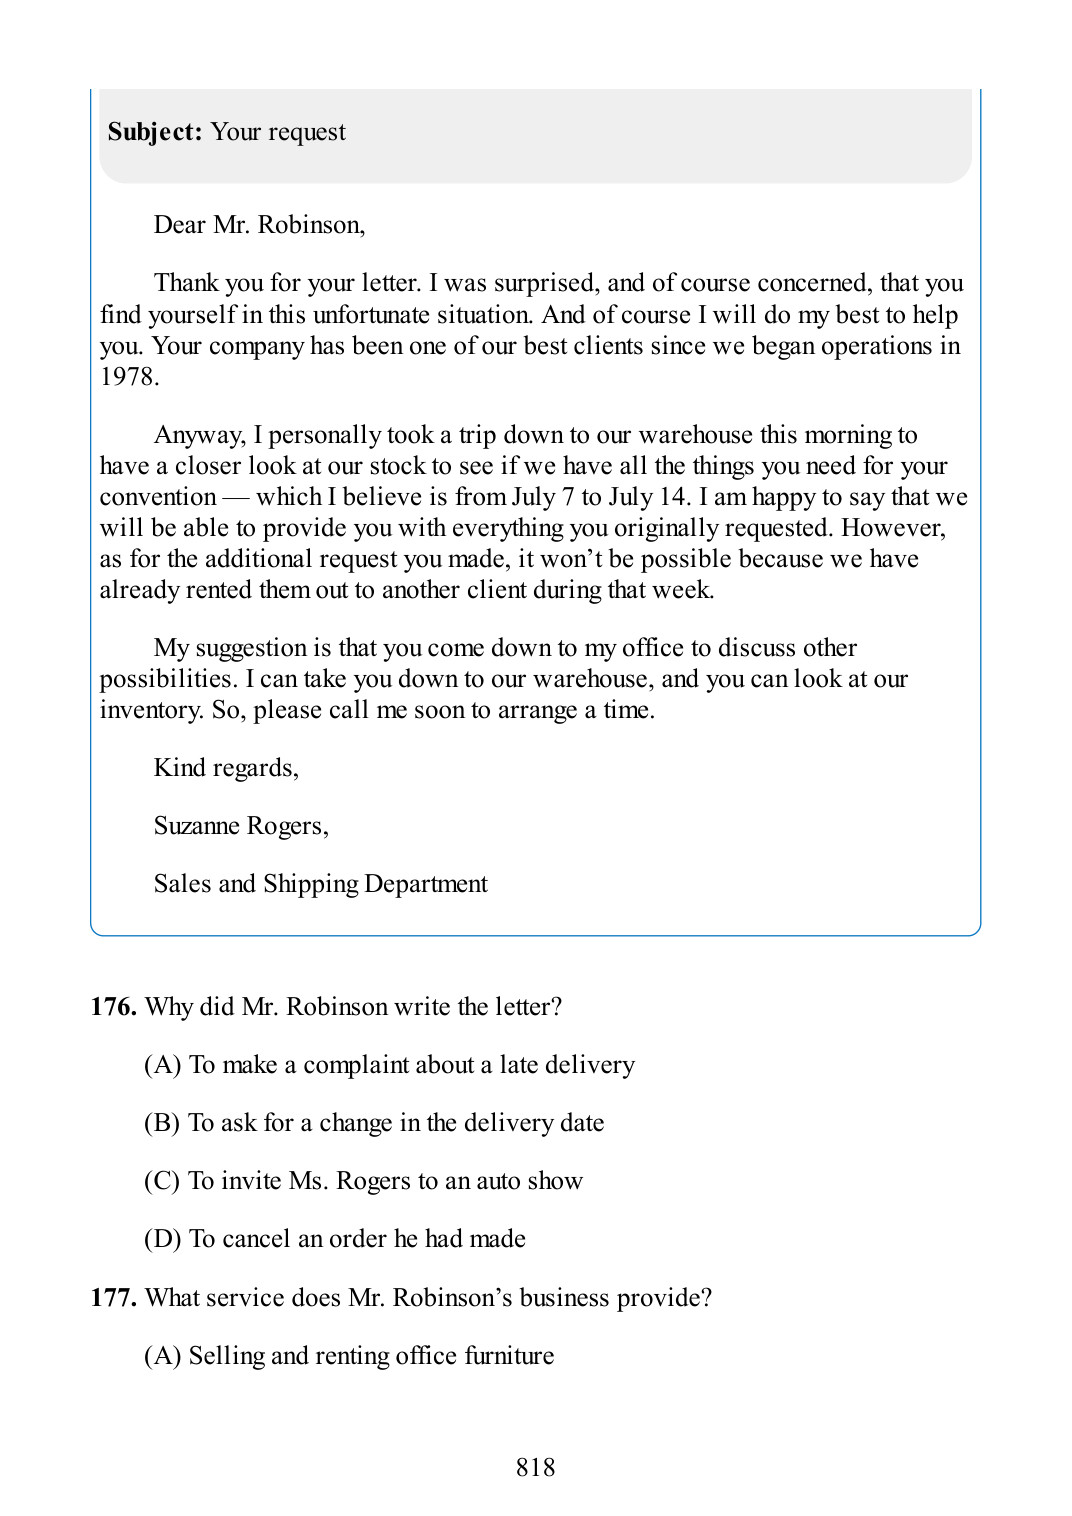 Subject: Your request
Dear Mr. Robinson,
Thank you for your letter. I was surprised, and of course concerned, that you
find yourself in this unfortunate situation. And of course I will do my best to help
you. Your company has been one of our best clients since we began operations in
1978.
Anyway, I personally took a trip down to our warehouse this morning to
have a closer look at our stock to see if we have all the things you need for your
convention — which I believe is from July 7 to July 14. I am happy to say that we
will be able to provide you with everything you originally requested. However,
as for the additional request you made, it won’t be possible because we have
already rented them out to another client during that week.
My suggestion is that you come down to my office to discuss other
possibilities. I can take you down to our warehouse, and you can look at our
inventory. So, please call me soon to arrange a time.
Kind regards,
Suzanne Rogers,
Sales and Shipping Department
176. Why did Mr. Robinson write the letter?
(A) To make a complaint about a late delivery
(B) To ask for a change in the delivery date
(C) To invite Ms. Rogers to an auto show
(D) To cancel an order he had made
177. What service does Mr. Robinson’s business provide?
(A) Selling and renting office furniture
818